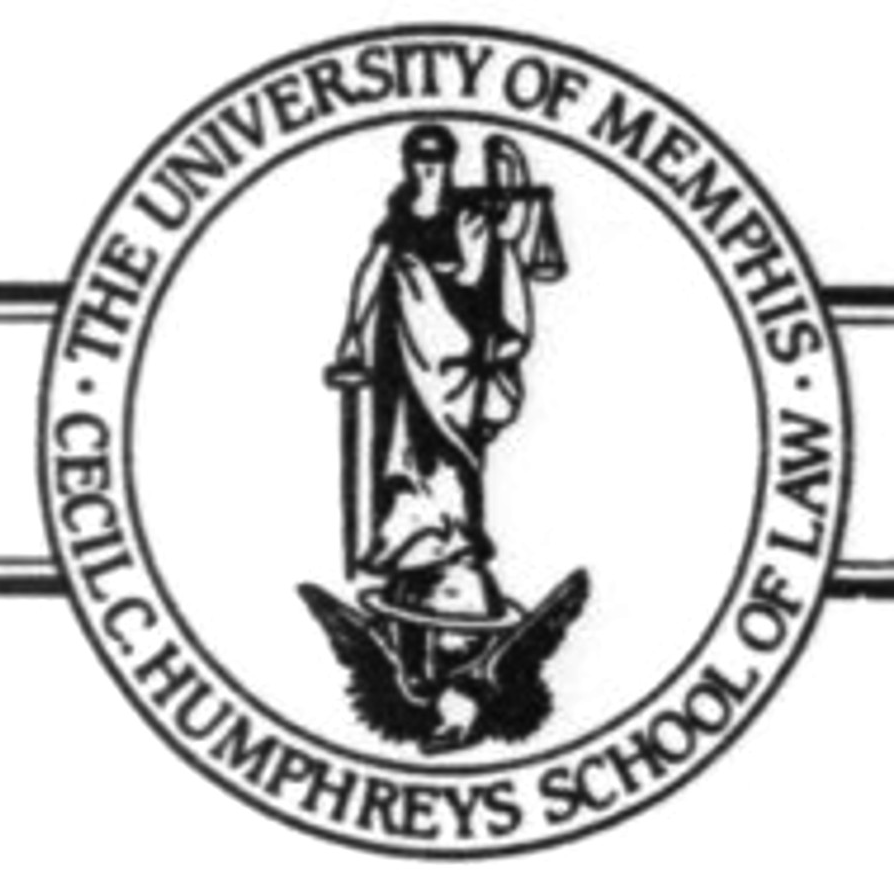 · THE UNIVERSITY OF MEMPHIS ·
CECIL C. HUMPHREYS SCHOOL OF LAW